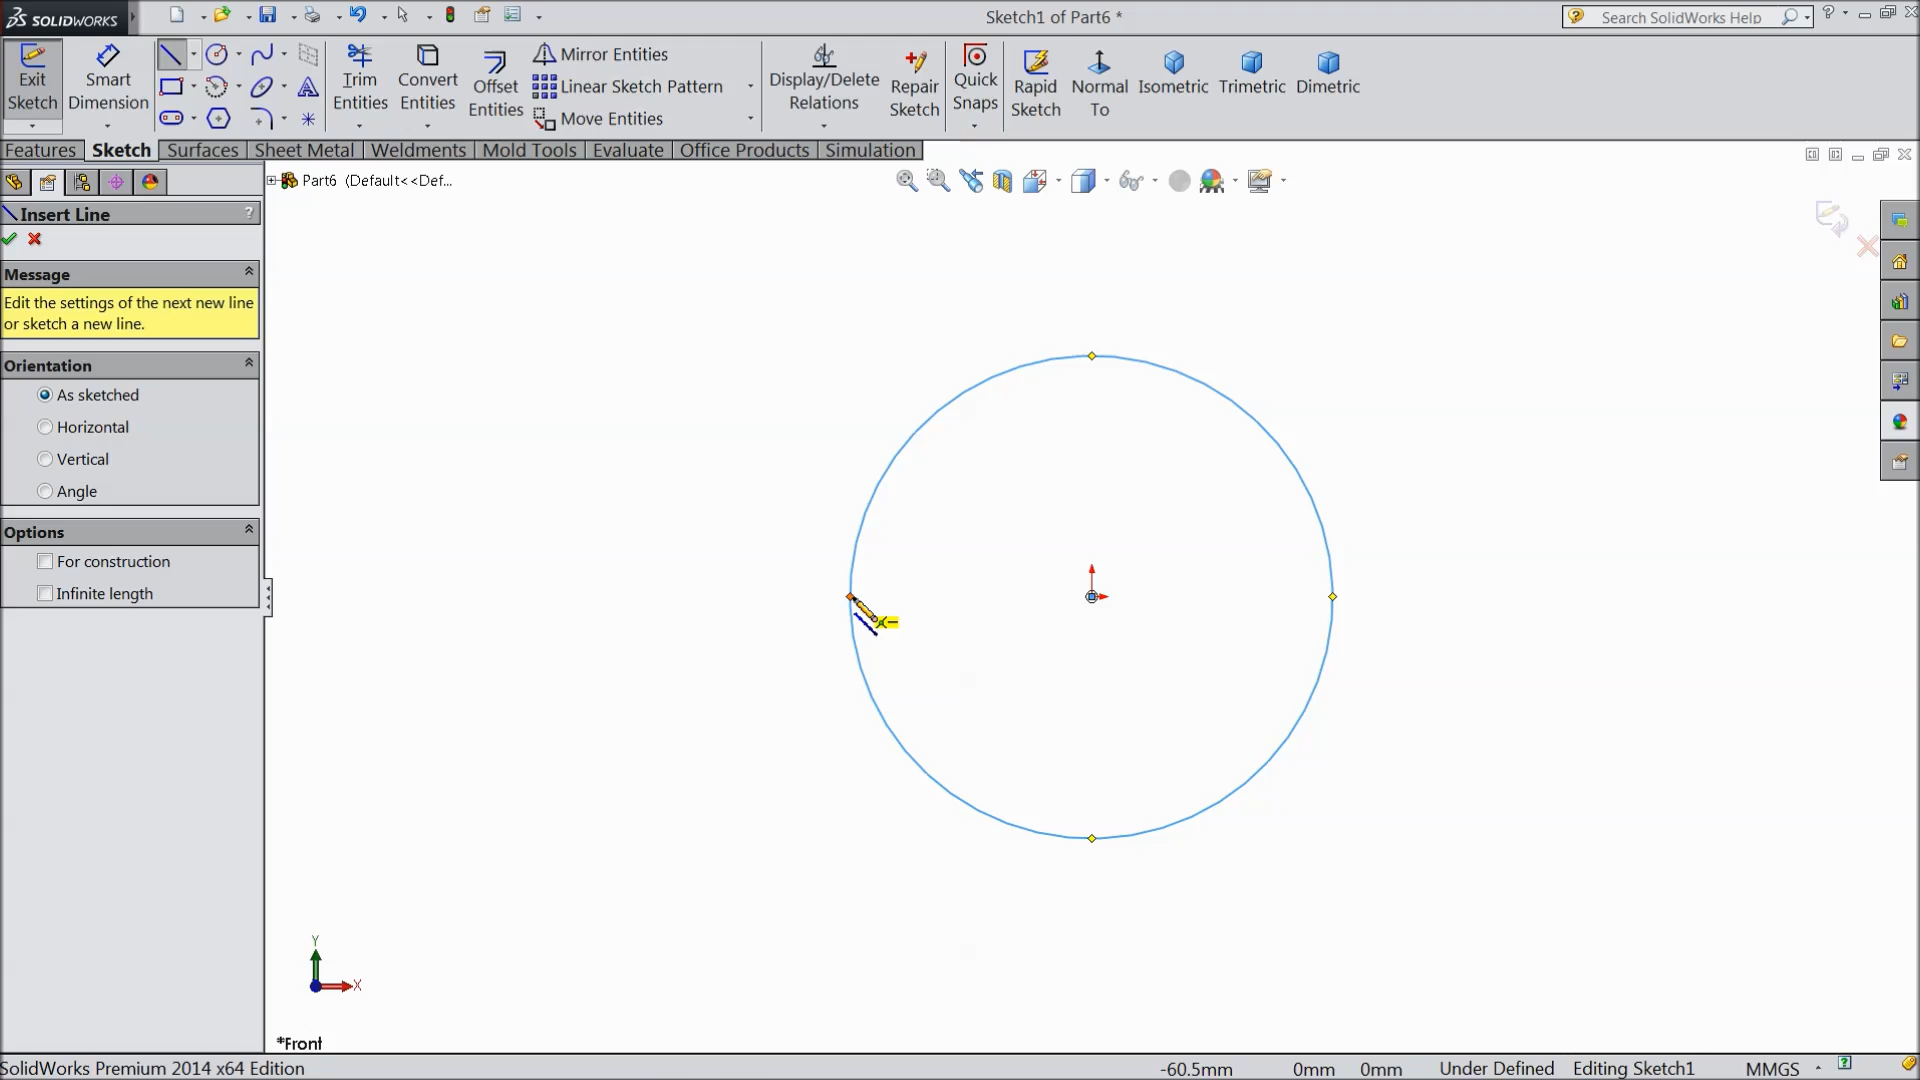 SOLIDWORKS
Sketch1 of Part6 *
Search SolidWorks Help
Exit Sketch
Smart Dimension
Trim Entities
Convert Entities
Offset Entities
Mirror Entities
Linear Sketch Pattern
Move Entities
Display/Delete Relations
Repair Sketch
Quick Snaps
Rapid Sketch
Normal To
Isometric
Trimetric
Dimetric
Features
Sketch
Surfaces
Sheet Metal
Weldments
Mold Tools
Evaluate
Office Products
Simulation
Part6 (Default<<Def...
Insert Line
?
Message
Edit the settings of the next new line
or sketch a new line.
Orientation
As sketched
Horizontal
Vertical
Angle
Options
For construction
Infinite length
Y
X
*Front
SolidWorks Premium 2014 x64 Edition
-60.5mm
0mm
0mm
Under Defined
Editing Sketch1
MMGS